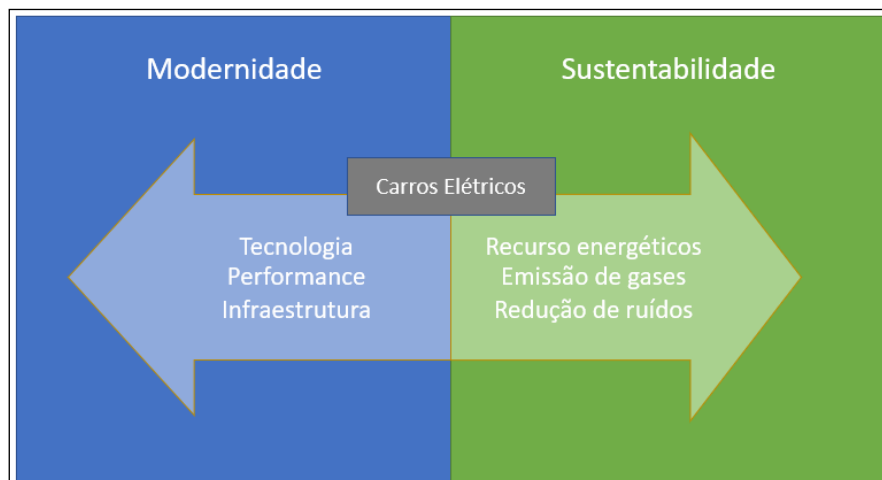 Modernidade
Sustentabilidade
Carros Elétricos
Tecnologia
Performance
Infraestrutura
Recurso energéticos
Emissão de gases
Redução de ruídos